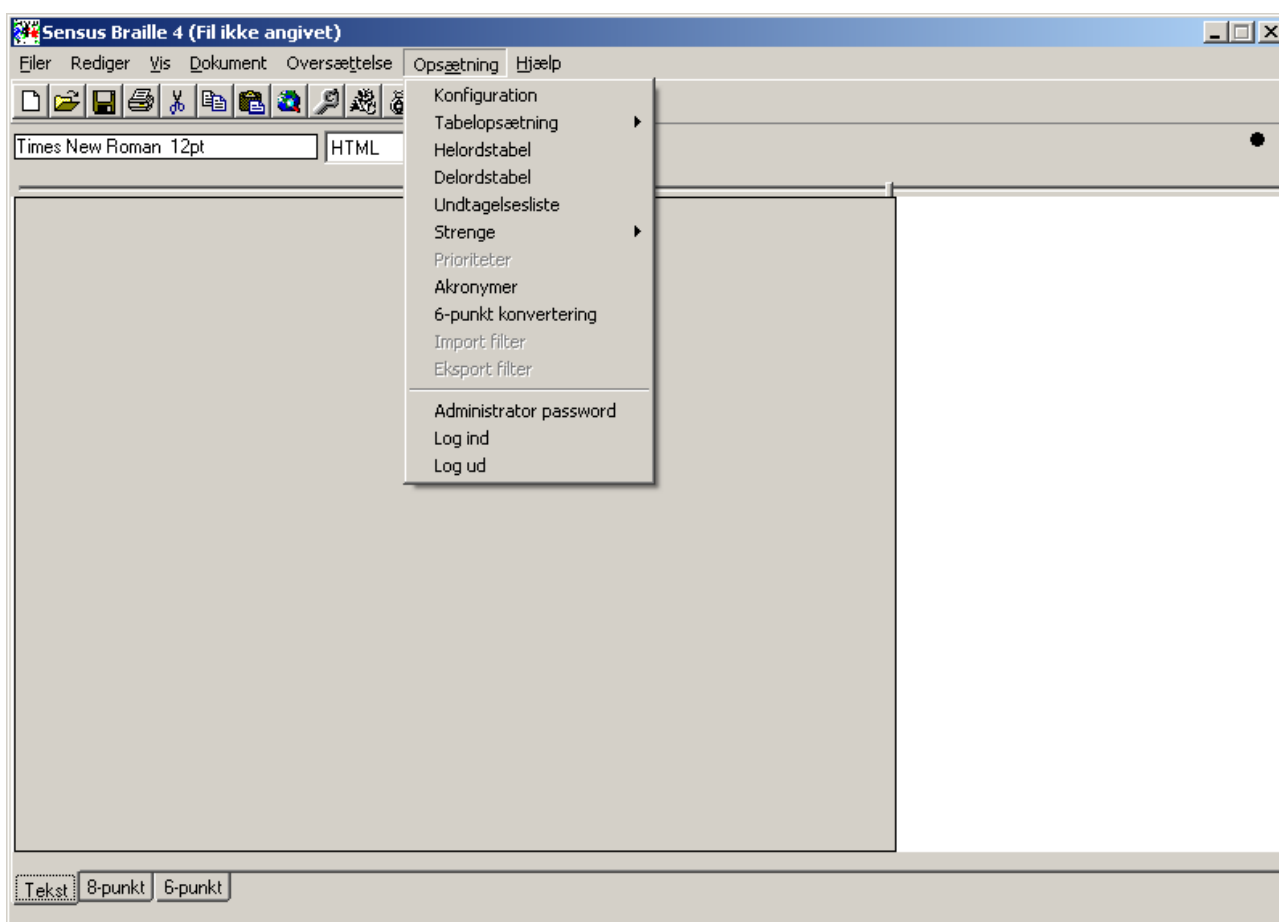 Sensus Braille 4 (Fil ikke angivet)
Filer Rediger Vis Dokument Oversættelse Opsætning Hjælp
Times New Roman 12pt HTML
Konfiguration
Tabelopsætning
Helordstabel
Delordstabel
Undtagelsesliste
Strenge
Prioriteter
Akronymer
6-punkt konvertering
Import filter
Eksport filter
Administrator password
Log ind
Log ud
Tekst 8-punkt 6-punkt